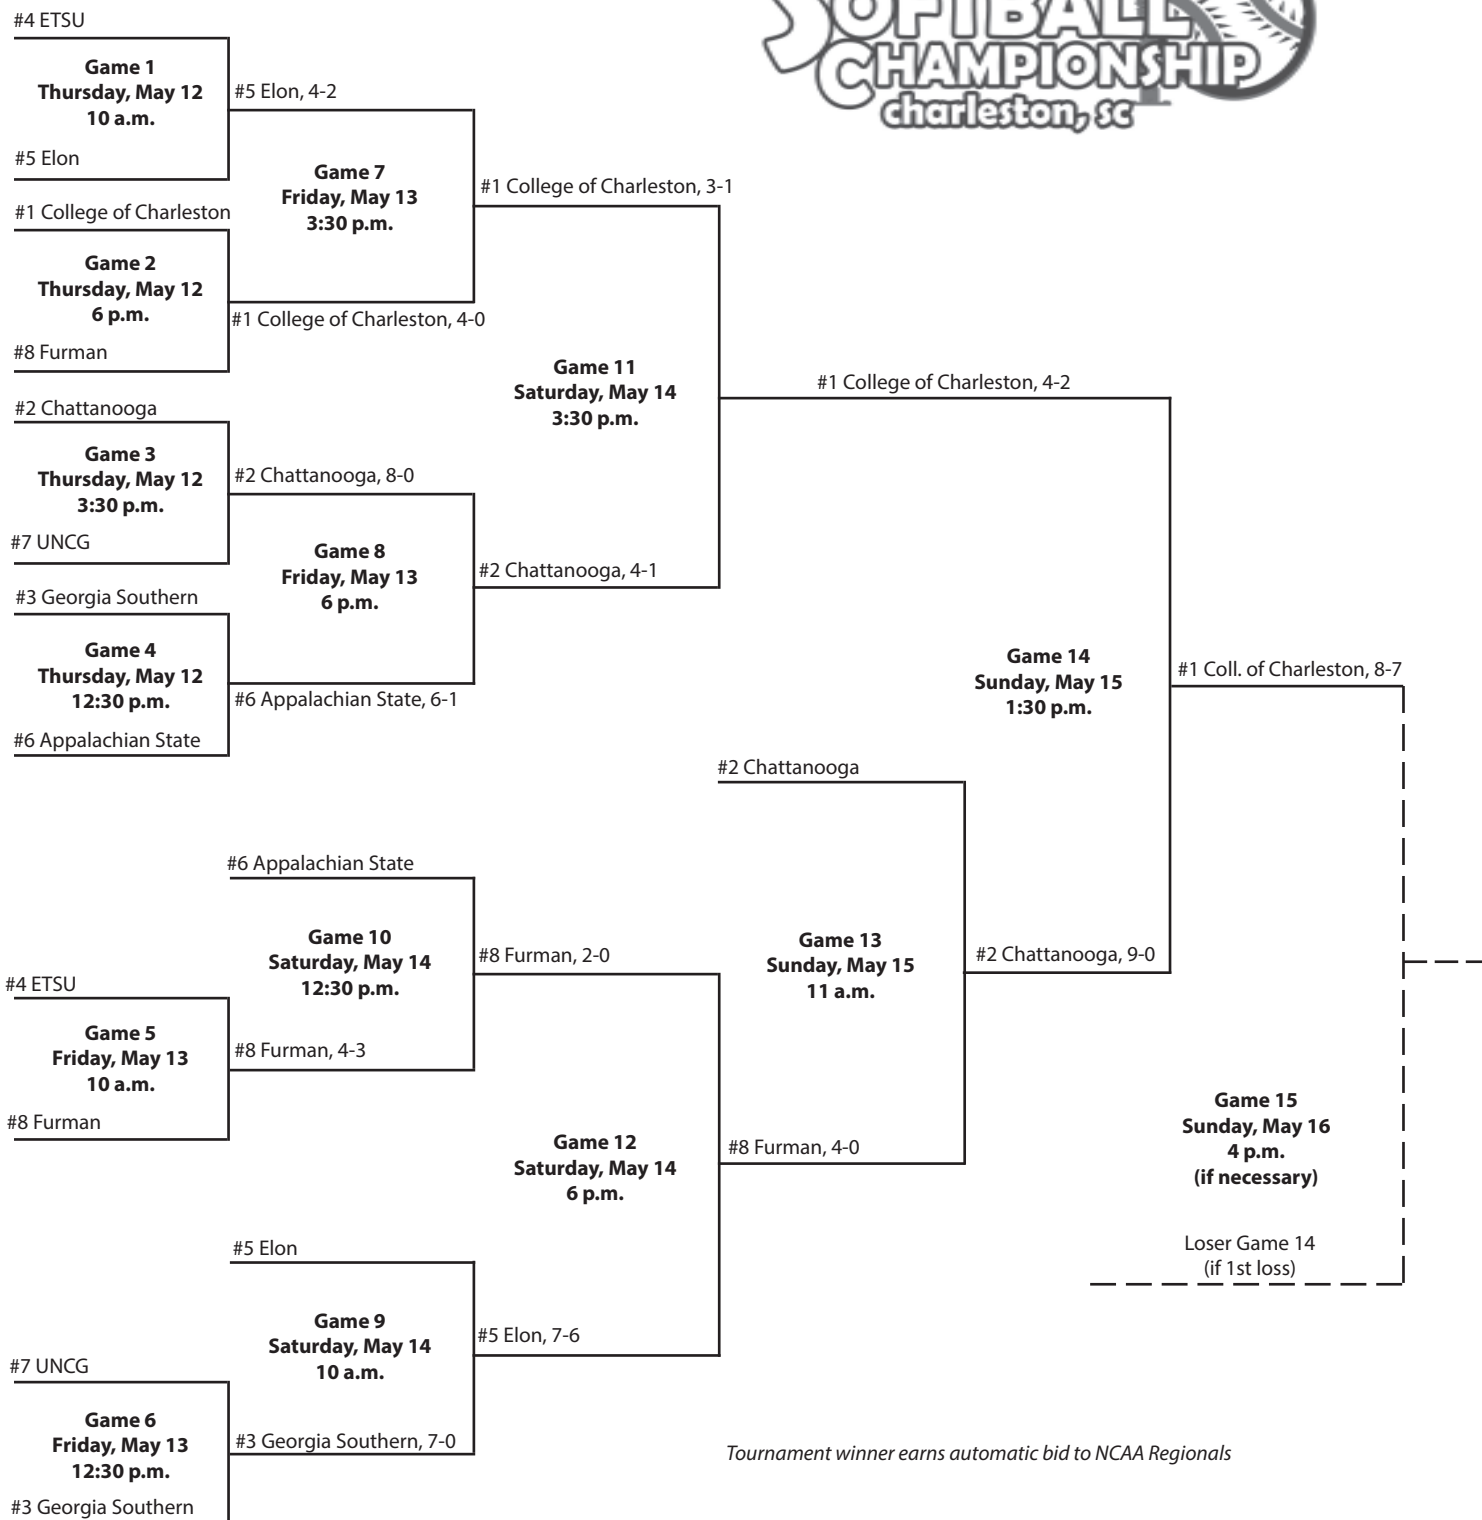 SOFTBALL
CHAMPIONSHIP
charleston, sc
#4 ETSU
Game 1
Thursday, May 12
10 a.m.
#5 Elon
#5 Elon, 4-2
#1 College of Charleston
Game 2
Thursday, May 12
6 p.m.
#8 Furman
#1 College of Charleston, 4-0
Game 7
Friday, May 13
3:30 p.m.
#1 College of Charleston, 3-1
#2 Chattanooga
Game 3
Thursday, May 12
3:30 p.m.
#7 UNCG
#2 Chattanooga, 8-0
#3 Georgia Southern
Game 4
Thursday, May 12
12:30 p.m.
#6 Appalachian State
#6 Appalachian State, 6-1
Game 8
Friday, May 13
6 p.m.
#2 Chattanooga, 4-1
Game 11
Saturday, May 14
3:30 p.m.
#1 College of Charleston, 4-2
Game 14
Sunday, May 15
1:30 p.m.
#1 Coll. of Charleston, 8-7
#2 Chattanooga
#6 Appalachian State
Game 10
Saturday, May 14
12:30 p.m.
#8 Furman, 2-0
#4 ETSU
Game 5
Friday, May 13
10 a.m.
#8 Furman
#8 Furman, 4-3
Game 13
Sunday, May 15
11 a.m.
#2 Chattanooga, 9-0
Game 12
Saturday, May 14
6 p.m.
#8 Furman, 4-0
Game 15
Sunday, May 16
4 p.m.
(if necessary)
Loser Game 14
(if 1st loss)
#5 Elon
Game 9
Saturday, May 14
10 a.m.
#5 Elon, 7-6
#7 UNCG
Game 6
Friday, May 13
12:30 p.m.
#3 Georgia Southern
#3 Georgia Southern, 7-0
Tournament winner earns automatic bid to NCAA Regionals